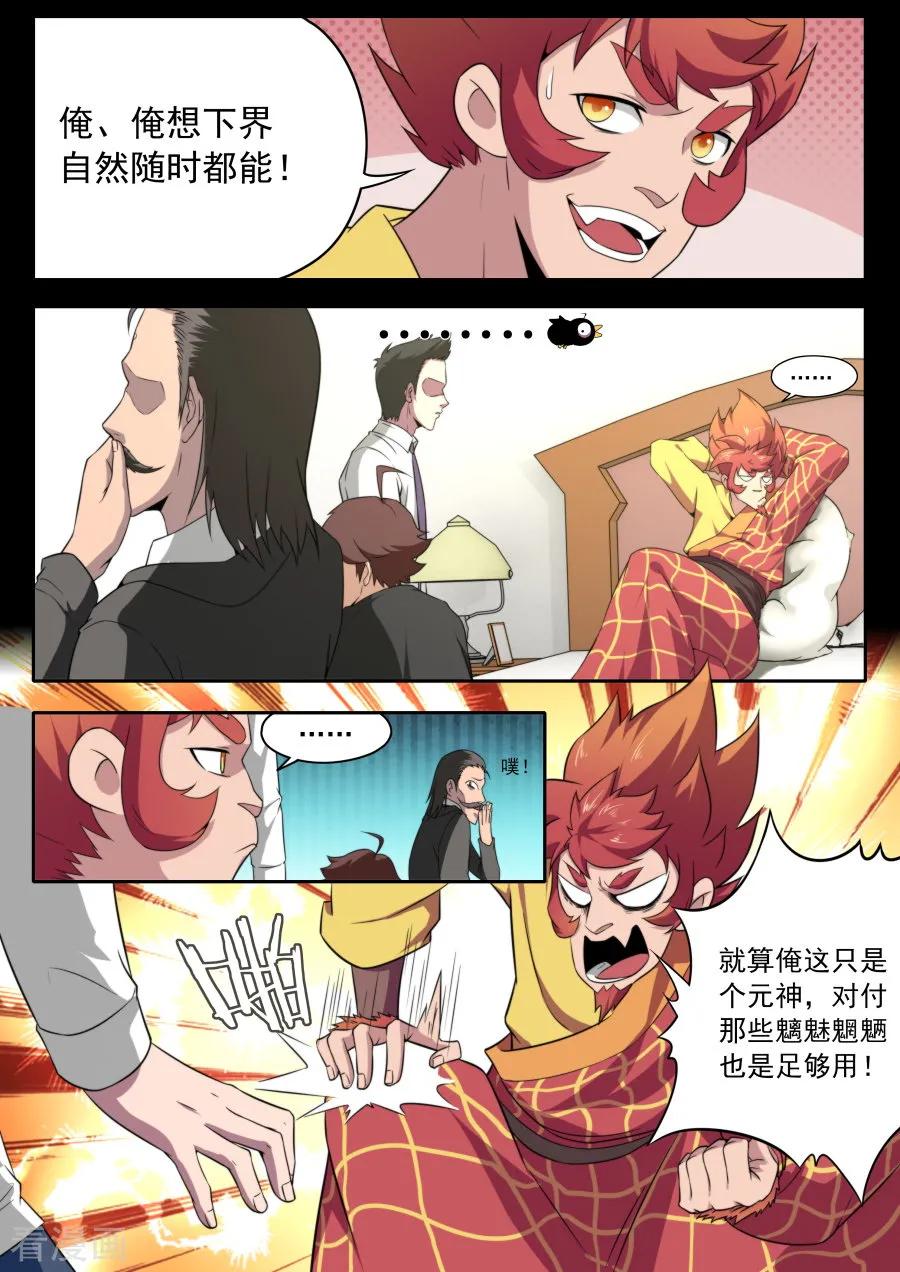 俺、俺想下界
自然随时都能！
……
……
噗！
啪
就算俺这只是
个元神，对付
那些魑魅魍魉
也是足够用！
看漫画